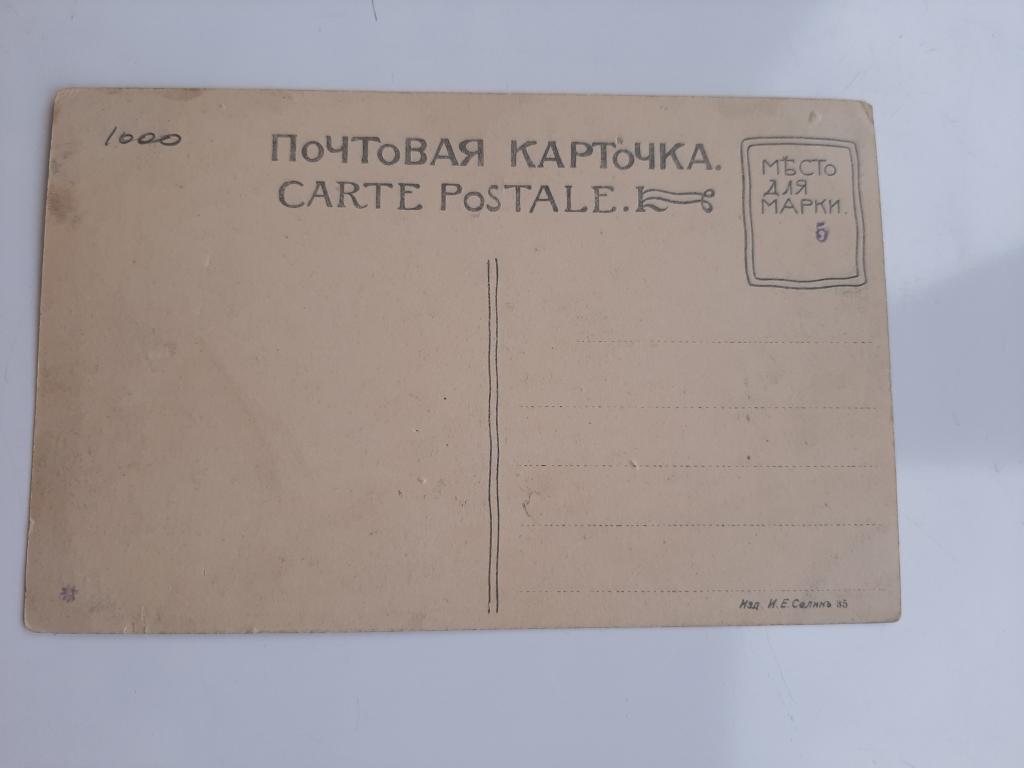 1000
ПОЧТОВАЯ КАРТОЧКА.
CARTE POSTALE.
МѢСТО
ДЛЯ
МАРКИ.
5
Изд. И.Е.Селинъ 35